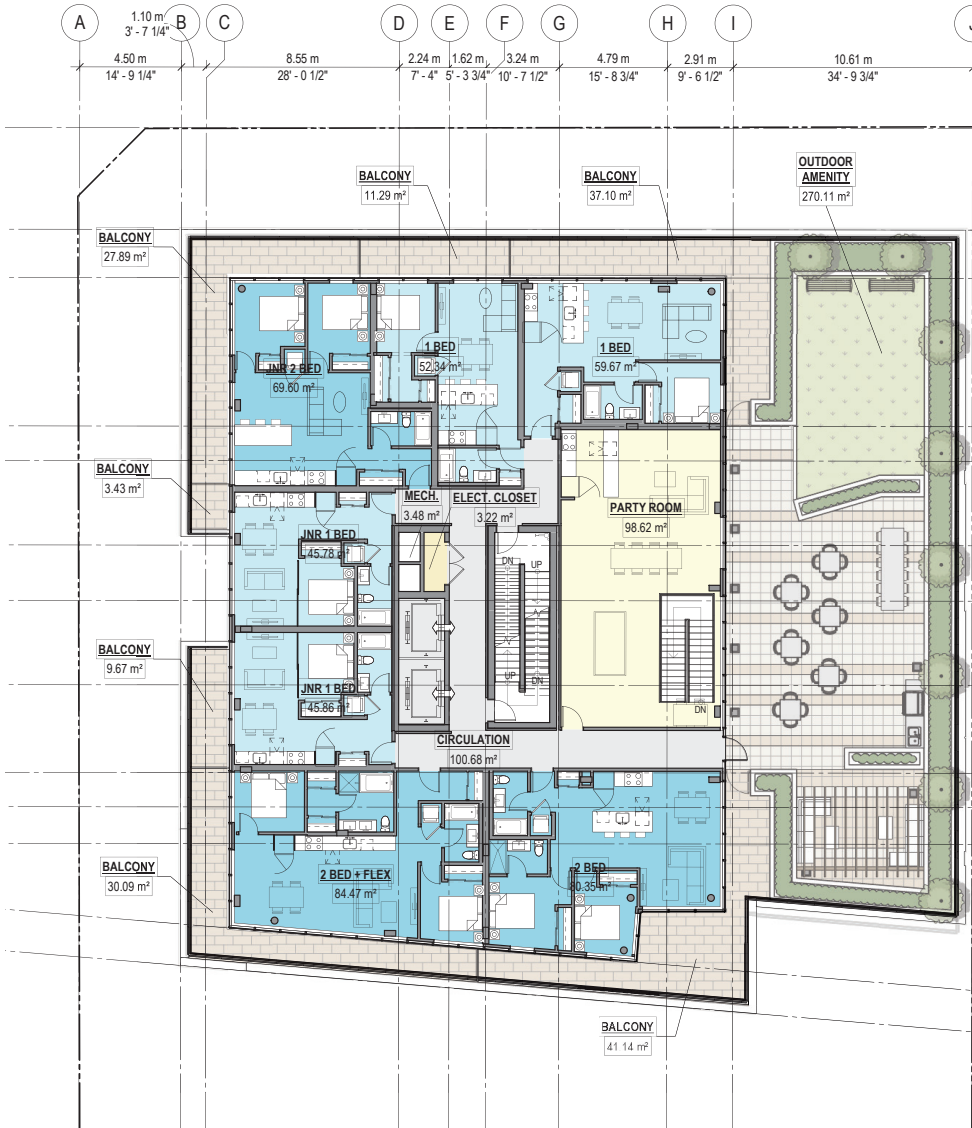 A
B
C
D
E
F
G
H
I
J
1.10 m
3' - 7 1/4"
4.50 m
14' - 9 1/4"
8.55 m
28' - 0 1/2"
2.24 m
7' - 4"
1.62 m
5' - 3 3/4"
3.24 m
10' - 7 1/2"
4.79 m
15' - 8 3/4"
2.91 m
9' - 6 1/2"
10.61 m
34' - 9 3/4"
OUTDOOR
AMENITY
270.11 m²
BALCONY
11.29 m²
BALCONY
37.10 m²
BALCONY
27.89 m²
1 BED
52.34 m²
1 BED
59.67 m²
JNR 2 BED
69.60 m²
BALCONY
3.43 m²
MECH.
3.48 m²
ELECT. CLOSET
3.22 m²
PARTY ROOM
98.62 m²
JNR 1 BED
45.78 m²
DN
UP
BALCONY
9.67 m²
JNR 1 BED
45.86 m²
UP
DN
DN
CIRCULATION
100.68 m²
2 BED + FLEX
84.47 m²
2 BED
80.35 m²
BALCONY
30.09 m²
BALCONY
41.14 m²